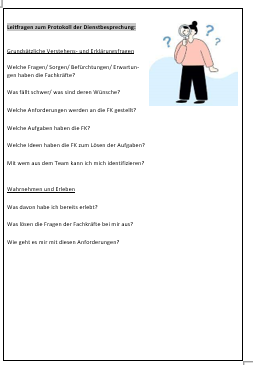 Leitfragen zum Protokoll der Dienstbesprechung:
Grundsätzliche Verstehens- und Erklärungsfragen
Welche Fragen/ Sorgen/ Befürchtungen/ Erwartun-
gen haben die Fachkräfte?
Was fällt schwer/ was sind deren Wünsche?
Welche Anforderungen werden an die FK gestellt?
Welche Aufgaben haben die FK?
Welche Ideen haben die FK zum Lösen der Aufgaben?
Mit wem aus dem Team kann ich mich identifizieren?
Wahrnehmen und Erleben
Was davon habe ich bereits erlebt?
Was lösen die Fragen der Fachkräfte bei mir aus?
Wie geht es mir mit diesen Anforderungen?